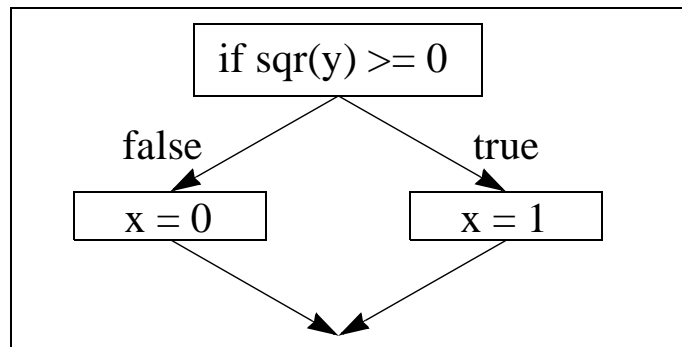 if sqr(y) >= 0
false
true
x = 0
x = 1